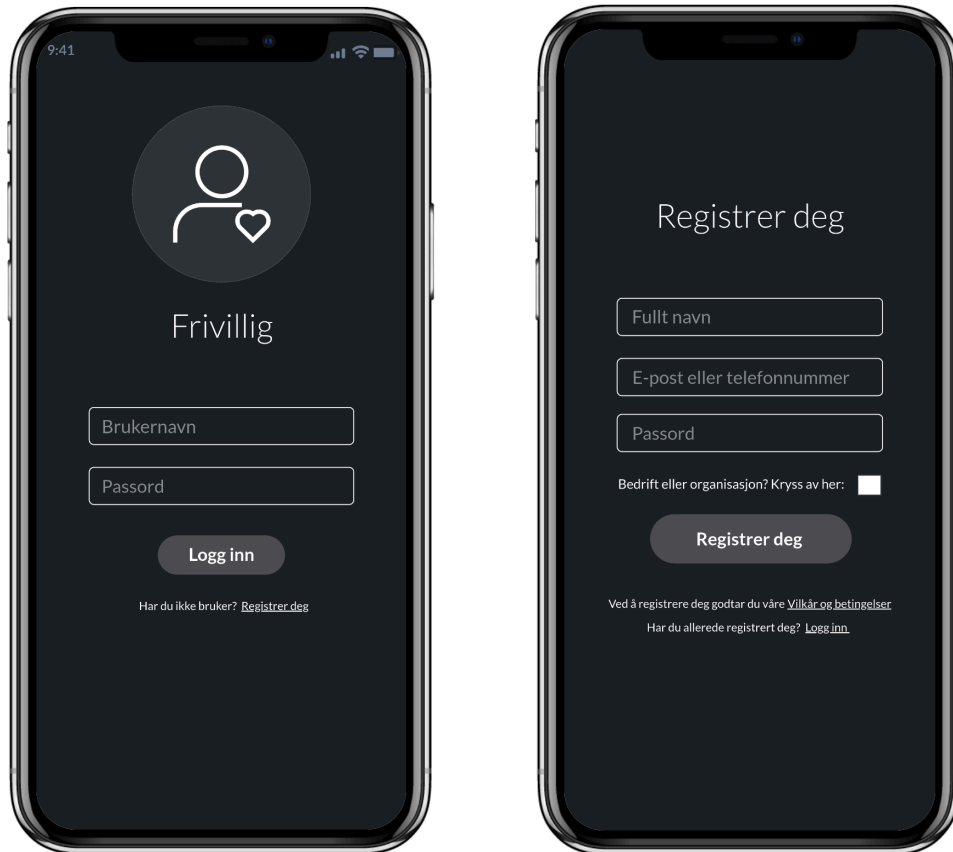 9:41
Frivillig
Brukernavn
Passord
Logg inn
Har du ikke bruker? Registrer deg
Registrer deg
Fullt navn
E-post eller telefonnummer
Passord
Bedrift eller organisasjon? Kryss av her:
Registrer deg
Ved å registrere deg godtar du våre Vilkår og betingelser
Har du allerede registrert deg? Logg inn